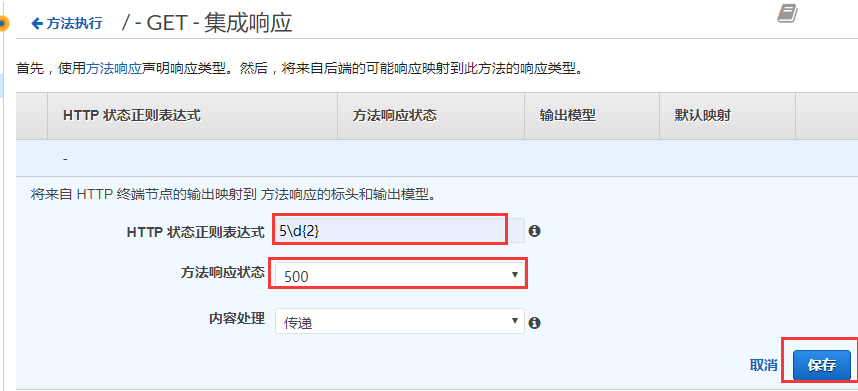 方法执行 / - GET - 集成响应
首先，使用方法响应声明响应类型。然后，将来自后端的可能响应映射到此方法的响应类型。
HTTP 状态正则表达式 方法响应状态 输出模型 默认映射
-
将来自 HTTP 终端节点的输出映射到 方法响应的标头和输出模型。
HTTP 状态正则表达式 5\d{2}
方法响应状态 500
内容处理 传递
取消 保存